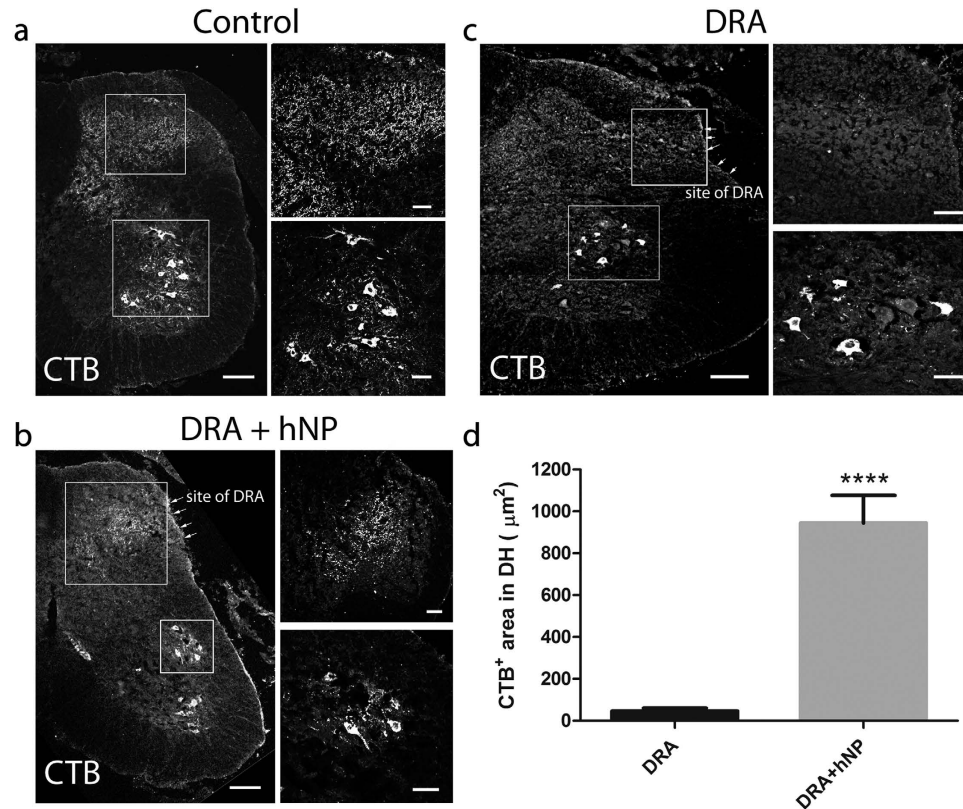 a
Control
CTB
b
DRA + hNP
site of DRA
CTB
c
DRA
site of DRA
CTB
d
1200
1000
800
600
400
200
0
CTB⁺ area in DH ( μm²)
****
DRA
DRA+hNP